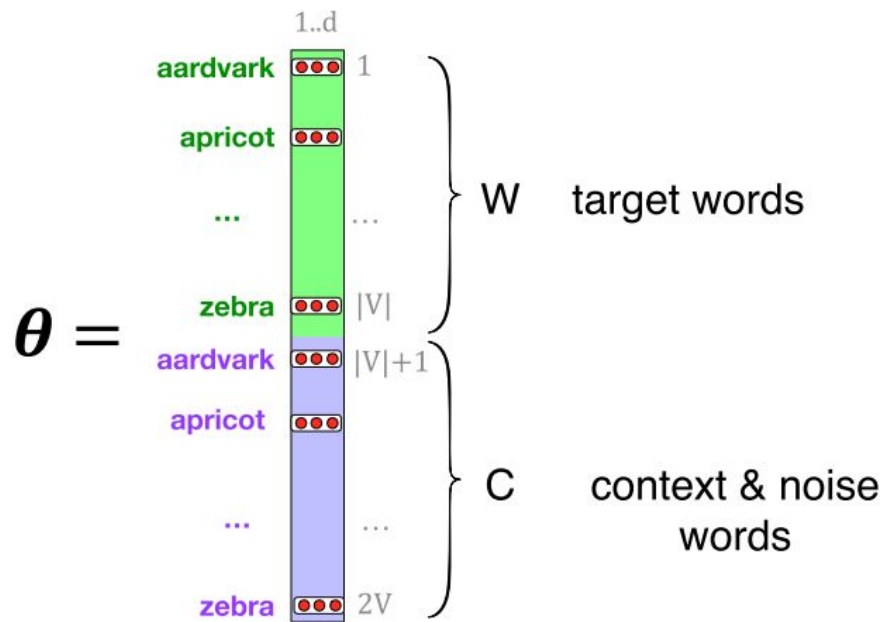 1..d
aardvark 1
apricot
... ...
zebra |V|
W target words
θ =
aardvark |V|+1
apricot
... ...
zebra 2V
C context & noise
words